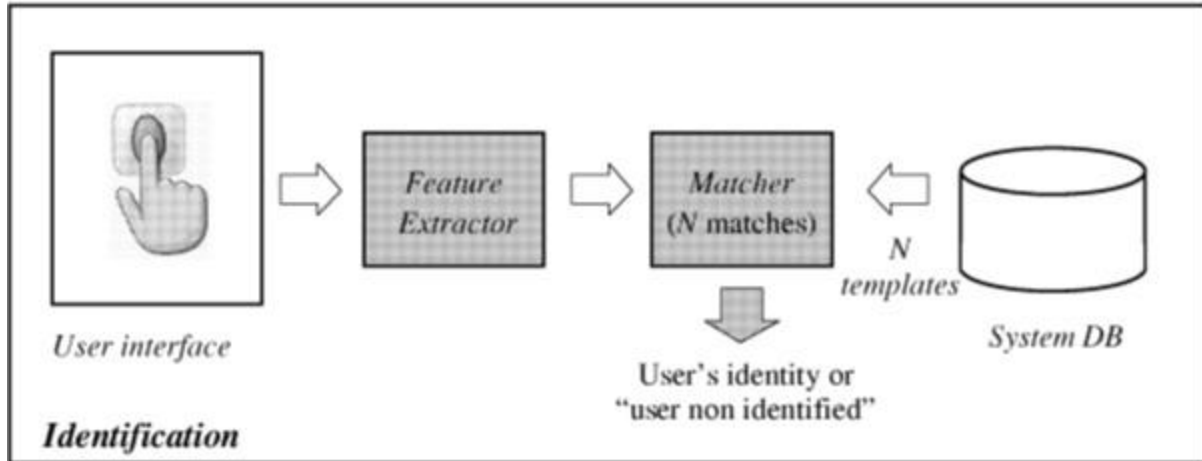 Feature
Extractor
Matcher
(N matches)
N
templates
User interface
System DB
User's identity or
“user non identified”
Identification